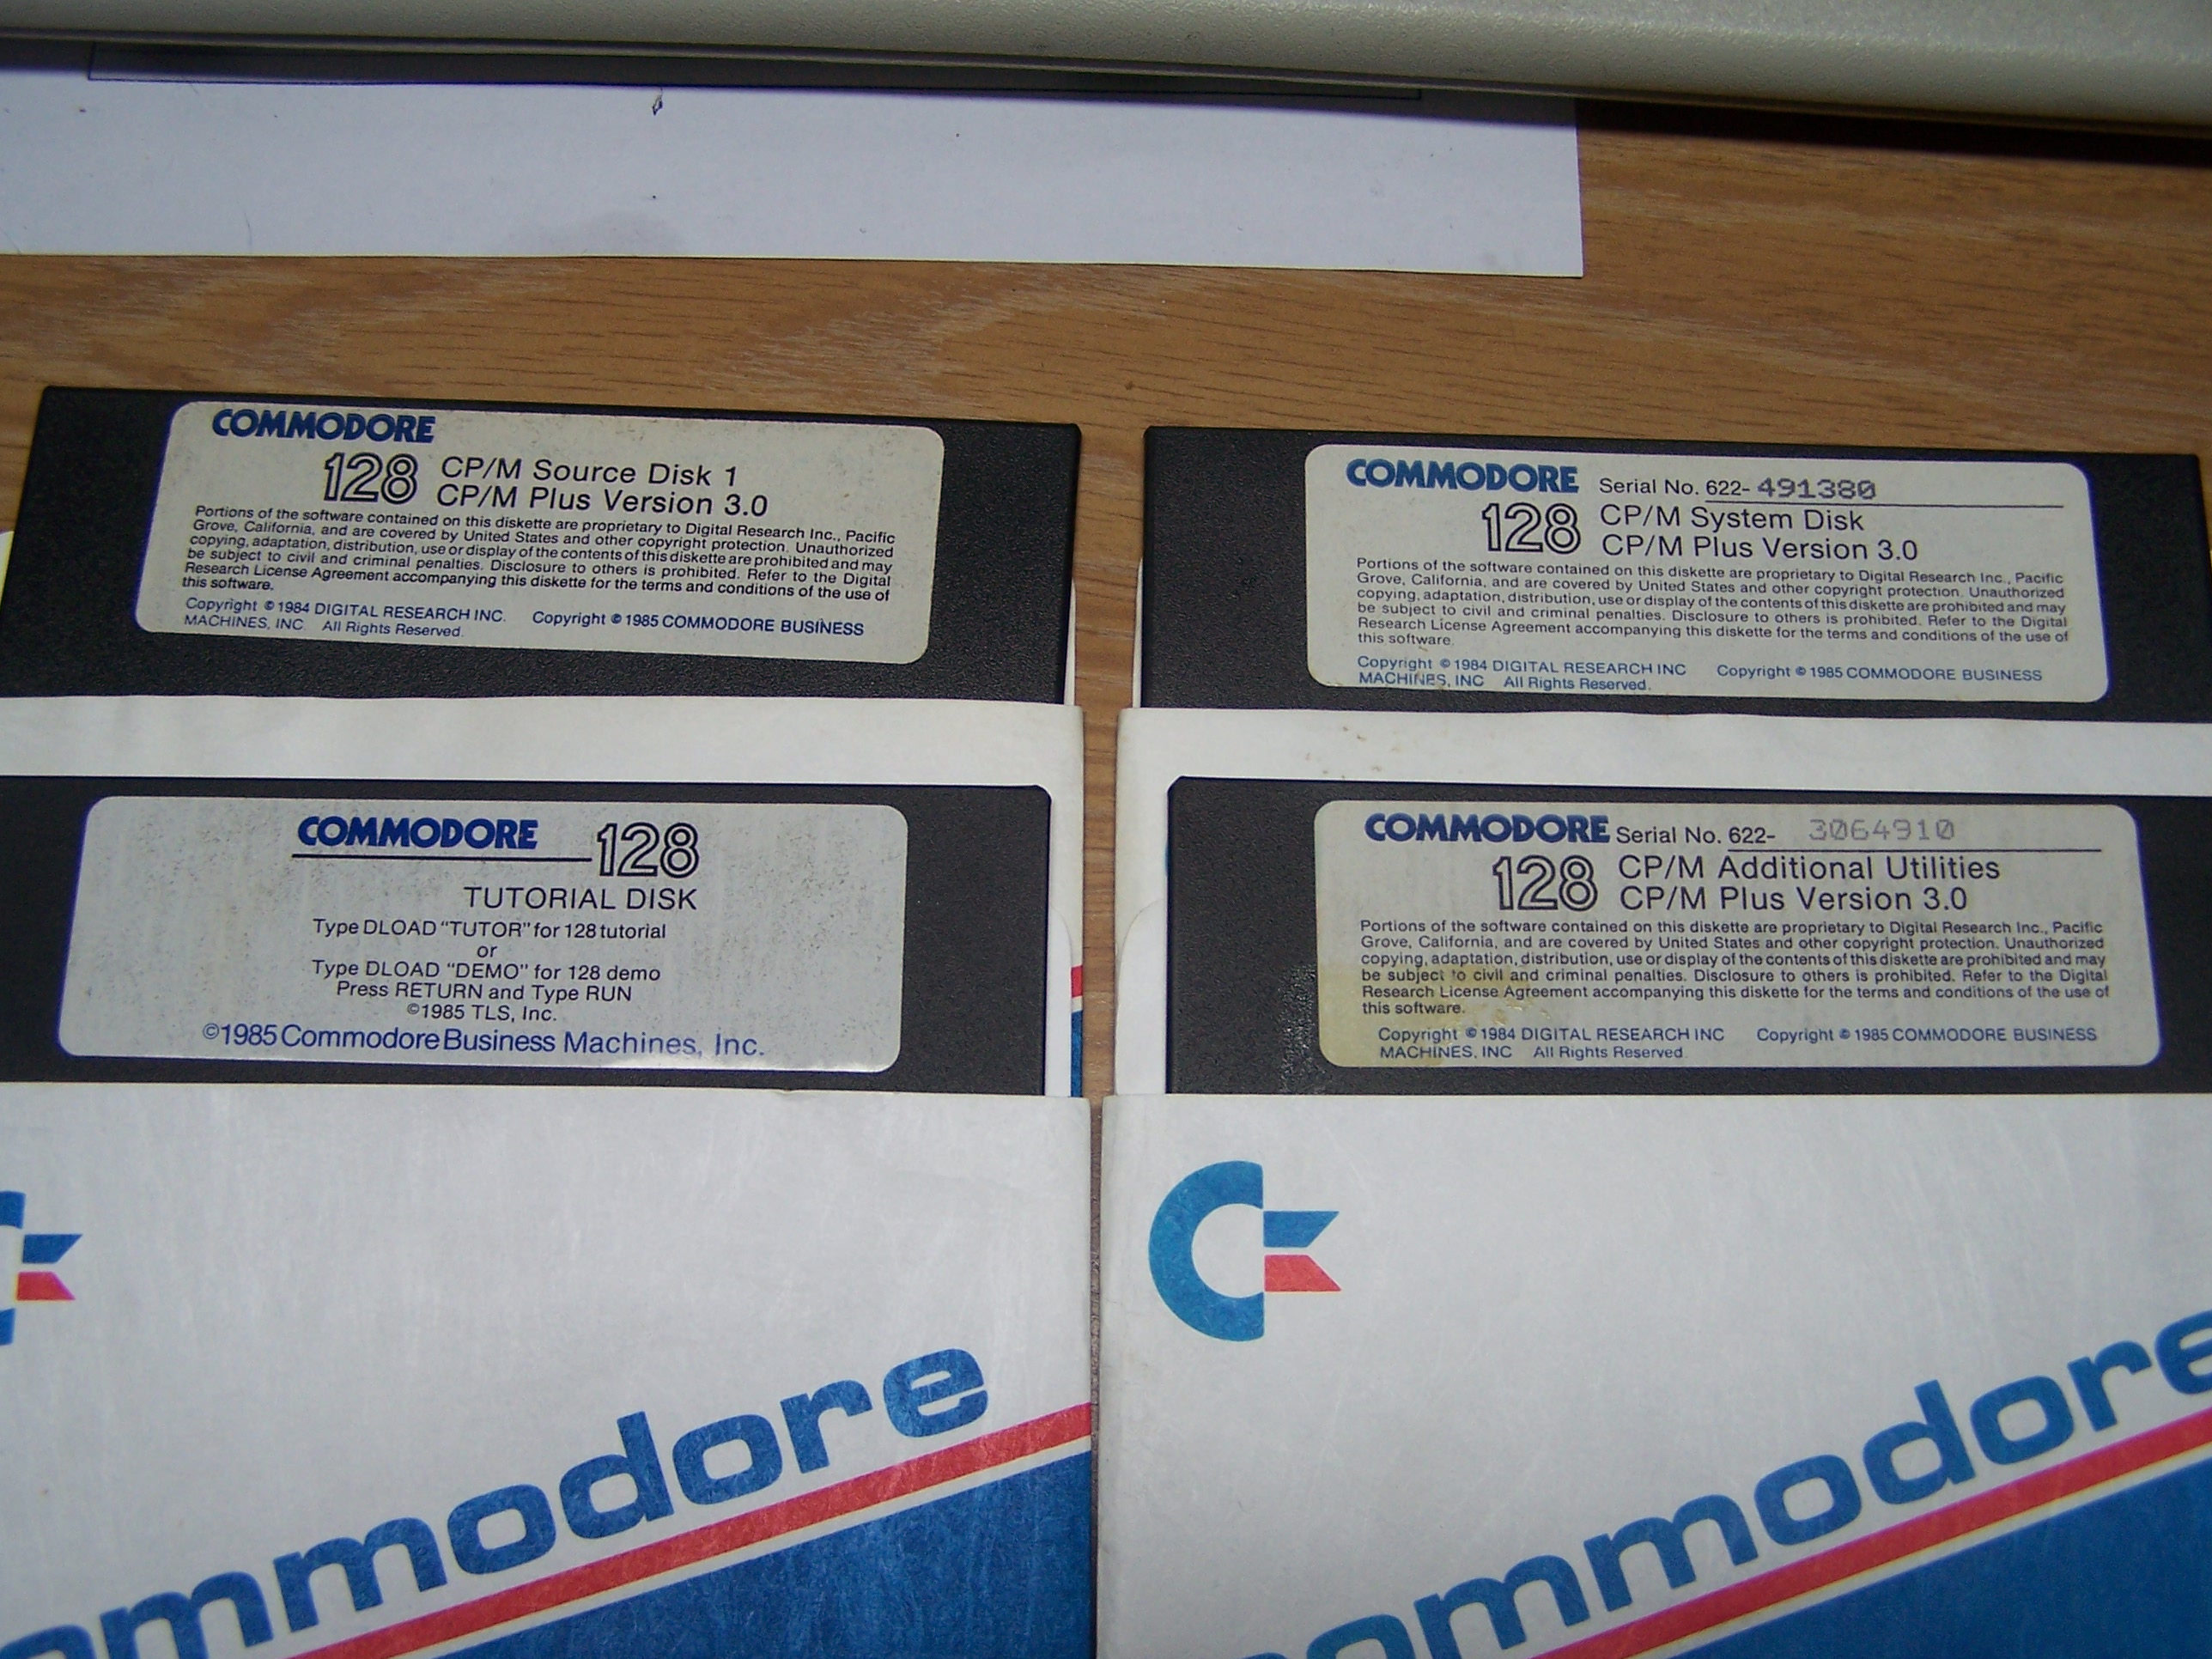 COMMODORE
128 CP/M Source Disk 1
CP/M Plus Version 3.0
Portions of the software contained on this diskette are proprietary to Digital Research Inc., Pacific
Grove, California, and are covered by United States and other copyright protection. Unauthorized
copying, adaptation, distribution, use or display of the contents of this diskette are prohibited and may
be subject to civil and criminal penalties. Disclosure to others is prohibited. Refer to the Digital
Research License Agreement accompanying this diskette for the terms and conditions of the use of
this software.
Copyright © 1984 DIGITAL RESEARCH INC. Copyright © 1985 COMMODORE BUSINESS
MACHINES, INC All Rights Reserved.
COMMODORE Serial No. 622- 491380
128 CP/M System Disk
CP/M Plus Version 3.0
Portions of the software contained on this diskette are proprietary to Digital Research Inc., Pacific
Grove, California, and are covered by United States and other copyright protection. Unauthorized
copying, adaptation, distribution, use or display of the contents of this diskette are prohibited and may
be subject to civil and criminal penalties. Disclosure to others is prohibited. Refer to the Digital
Research License Agreement accompanying this diskette for the terms and conditions of the use of
this software.
Copyright © 1984 DIGITAL RESEARCH INC Copyright © 1985 COMMODORE BUSINESS
MACHINES, INC All Rights Reserved.
COMMODORE 128
TUTORIAL DISK
Type DLOAD "TUTOR" for 128 tutorial
or
Type DLOAD "DEMO" for 128 demo
Press RETURN and Type RUN
©1985 TLS, Inc.
©1985 Commodore Business Machines, Inc.
COMMODORE Serial No. 622- 3064910
128 CP/M Additional Utilities
CP/M Plus Version 3.0
Portions of the software contained on this diskette are proprietary to Digital Research Inc., Pacific
Grove, California, and are covered by United States and other copyright protection. Unauthorized
copying, adaptation, distribution, use or display of the contents of this diskette are prohibited and may
be subject to civil and criminal penalties. Disclosure to others is prohibited. Refer to the Digital
Research License Agreement accompanying this diskette for the terms and conditions of the use of
this software.
Copyright © 1984 DIGITAL RESEARCH INC Copyright © 1985 COMMODORE BUSINESS
MACHINES, INC All Rights Reserved
ommodore
ommodore